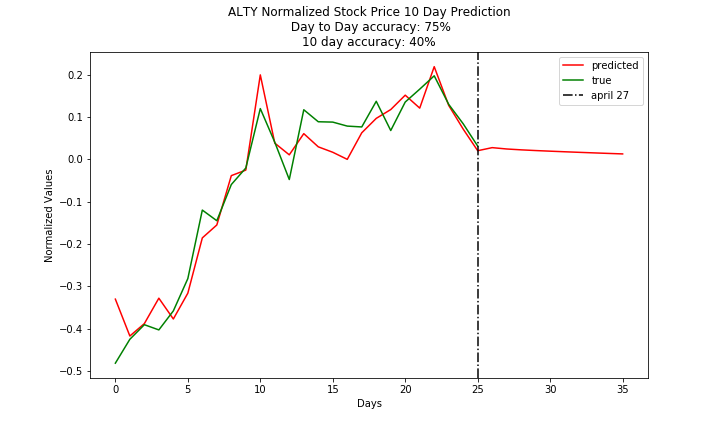 ALTY Normalized Stock Price 10 Day Prediction
Day to Day accuracy: 75%
10 day accuracy: 40%
predicted
true
april 27
Normalized Values
0.2
0.1
0.0
−0.1
−0.2
−0.3
−0.4
−0.5
0 5 10 15 20 25 30 35
Days